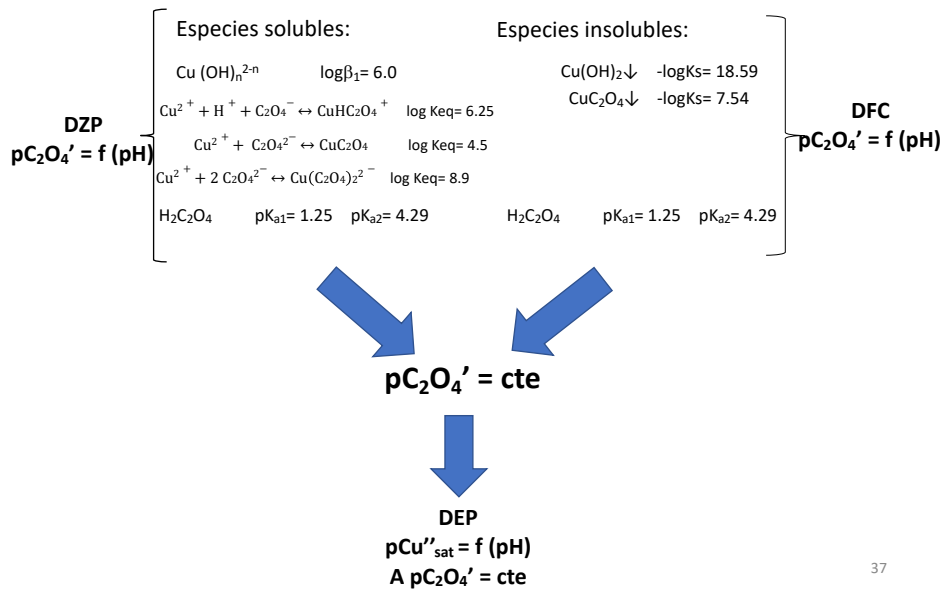 Especies solubles:
Especies insolubles:
Cu (OH)ₙ²⁻ⁿ logβ₁= 6.0
Cu(OH)₂↓ -logKs= 18.59
CuC₂O₄↓ -logKs= 7.54
Cu² ⁺ + H ⁺ + C₂O₄⁻ ↔ CuHC₂O₄ ⁺ log Keq= 6.25
Cu² ⁺ + C₂O₄²⁻ ↔ CuC₂O₄ log Keq= 4.5
Cu² ⁺ + 2 C₂O₄²⁻ ↔ Cu(C₂O₄)₂² ⁻ log Keq= 8.9
H₂C₂O₄ pKₐ₁= 1.25 pKₐ₂= 4.29
H₂C₂O₄ pKₐ₁= 1.25 pKₐ₂= 4.29
DZP
pC₂O₄’ = f (pH)
DFC
pC₂O₄’ = f (pH)
pC₂O₄’ = cte
DEP
pCu’’sat = f (pH)
A pC₂O₄’ = cte
37